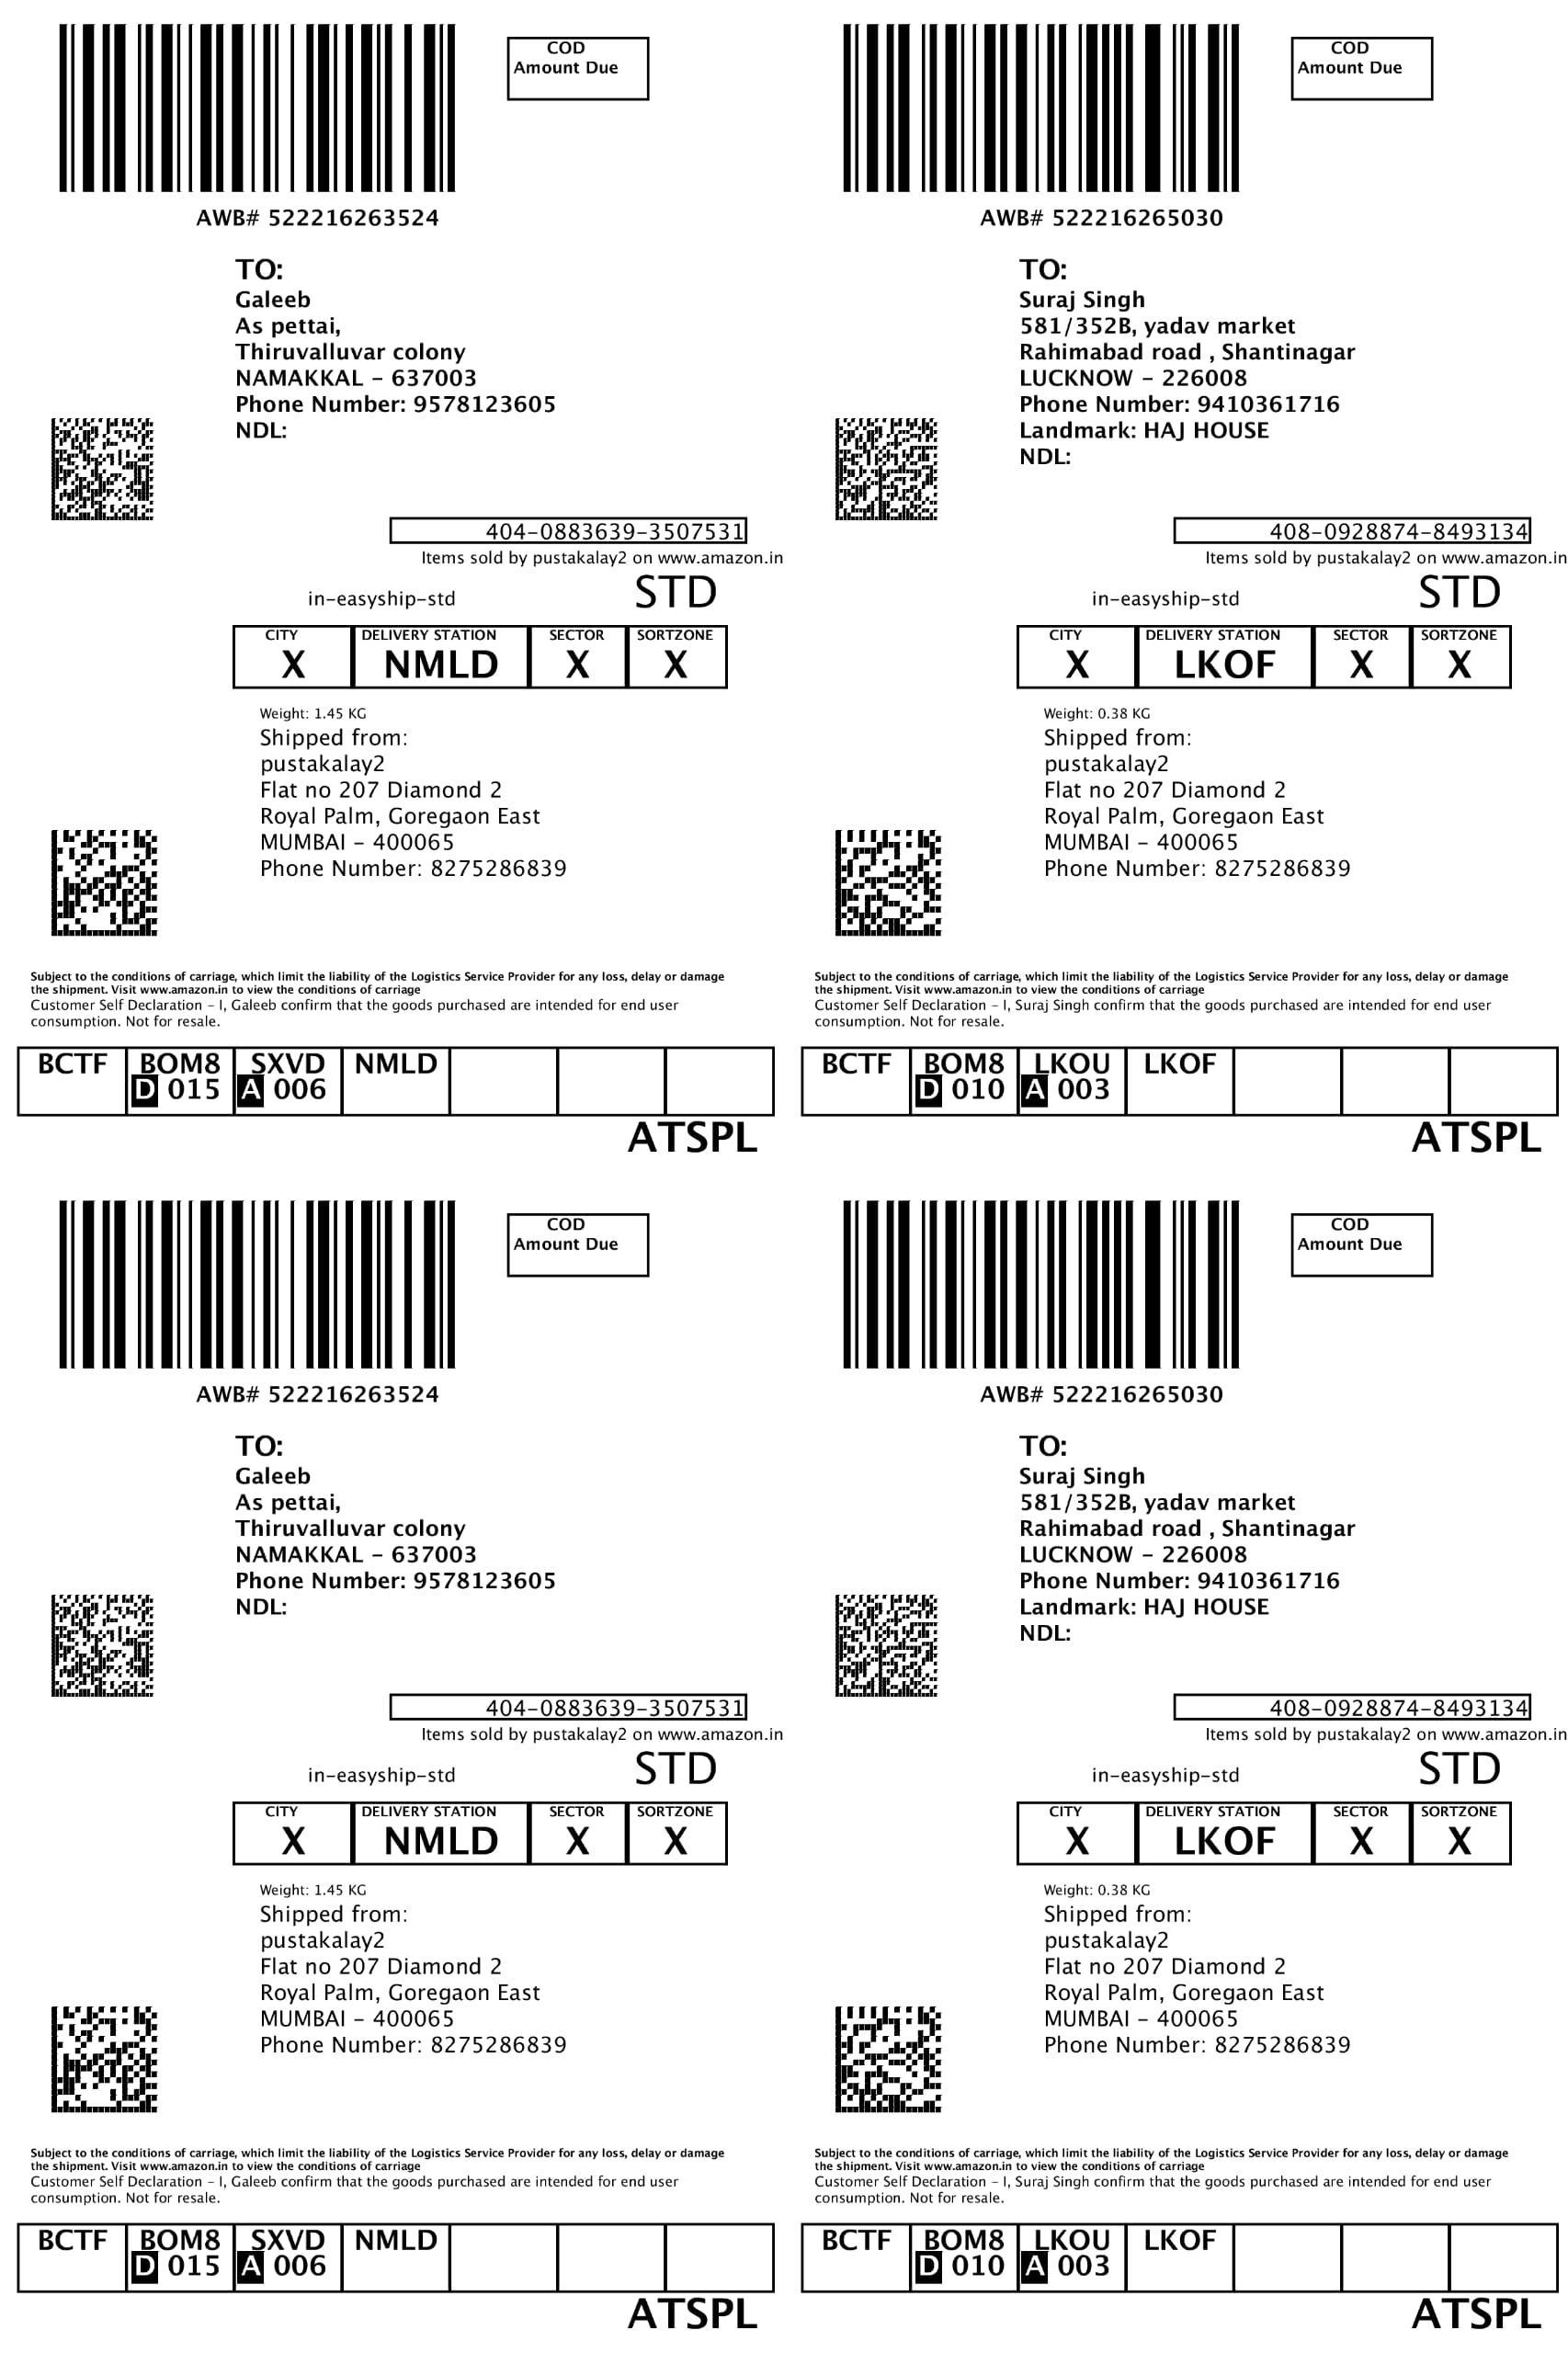 COD
Amount Due
AWB# 522216263524
TO:
Galeeb
As pettai,
Thiruvalluvar colony
NAMAKKAL - 637003
Phone Number: 9578123605
NDL:
404-0883639-3507531
Items sold by pustakalay2 on www.amazon.in
in-easyship-std STD
CITY DELIVERY STATION SECTOR SORTZONE
X NMLD X X
Weight: 1.45 KG
Shipped from:
pustakalay2
Flat no 207 Diamond 2
Royal Palm, Goregaon East
MUMBAI - 400065
Phone Number: 8275286839
Subject to the conditions of carriage, which limit the liability of the Logistics Service Provider for any loss, delay or damage
the shipment. Visit www.amazon.in to view the conditions of carriage
Customer Self Declaration - I, Galeeb confirm that the goods purchased are intended for end user
consumption. Not for resale.
BCTF BOM8 SXVD NMLD
D 015 A 006
ATSPL
COD
Amount Due
AWB# 522216265030
TO:
Suraj Singh
581/352B, yadav market
Rahimabad road , Shantinagar
LUCKNOW - 226008
Phone Number: 9410361716
Landmark: HAJ HOUSE
NDL:
408-0928874-8493134
Items sold by pustakalay2 on www.amazon.in
in-easyship-std STD
CITY DELIVERY STATION SECTOR SORTZONE
X LKOF X X
Weight: 0.38 KG
Shipped from:
pustakalay2
Flat no 207 Diamond 2
Royal Palm, Goregaon East
MUMBAI - 400065
Phone Number: 8275286839
Subject to the conditions of carriage, which limit the liability of the Logistics Service Provider for any loss, delay or damage
the shipment. Visit www.amazon.in to view the conditions of carriage
Customer Self Declaration - I, Suraj Singh confirm that the goods purchased are intended for end user
consumption. Not for resale.
BCTF BOM8 LKOU LKOF
D 010 A 003
ATSPL
COD
Amount Due
AWB# 522216263524
TO:
Galeeb
As pettai,
Thiruvalluvar colony
NAMAKKAL - 637003
Phone Number: 9578123605
NDL:
404-0883639-3507531
Items sold by pustakalay2 on www.amazon.in
in-easyship-std STD
CITY DELIVERY STATION SECTOR SORTZONE
X NMLD X X
Weight: 1.45 KG
Shipped from:
pustakalay2
Flat no 207 Diamond 2
Royal Palm, Goregaon East
MUMBAI - 400065
Phone Number: 8275286839
Subject to the conditions of carriage, which limit the liability of the Logistics Service Provider for any loss, delay or damage
the shipment. Visit www.amazon.in to view the conditions of carriage
Customer Self Declaration - I, Galeeb confirm that the goods purchased are intended for end user
consumption. Not for resale.
BCTF BOM8 SXVD NMLD
D 015 A 006
ATSPL
COD
Amount Due
AWB# 522216265030
TO:
Suraj Singh
581/352B, yadav market
Rahimabad road , Shantinagar
LUCKNOW - 226008
Phone Number: 9410361716
Landmark: HAJ HOUSE
NDL:
408-0928874-8493134
Items sold by pustakalay2 on www.amazon.in
in-easyship-std STD
CITY DELIVERY STATION SECTOR SORTZONE
X LKOF X X
Weight: 0.38 KG
Shipped from:
pustakalay2
Flat no 207 Diamond 2
Royal Palm, Goregaon East
MUMBAI - 400065
Phone Number: 8275286839
Subject to the conditions of carriage, which limit the liability of the Logistics Service Provider for any loss, delay or damage
the shipment. Visit www.amazon.in to view the conditions of carriage
Customer Self Declaration - I, Suraj Singh confirm that the goods purchased are intended for end user
consumption. Not for resale.
BCTF BOM8 LKOU LKOF
D 010 A 003
ATSPL